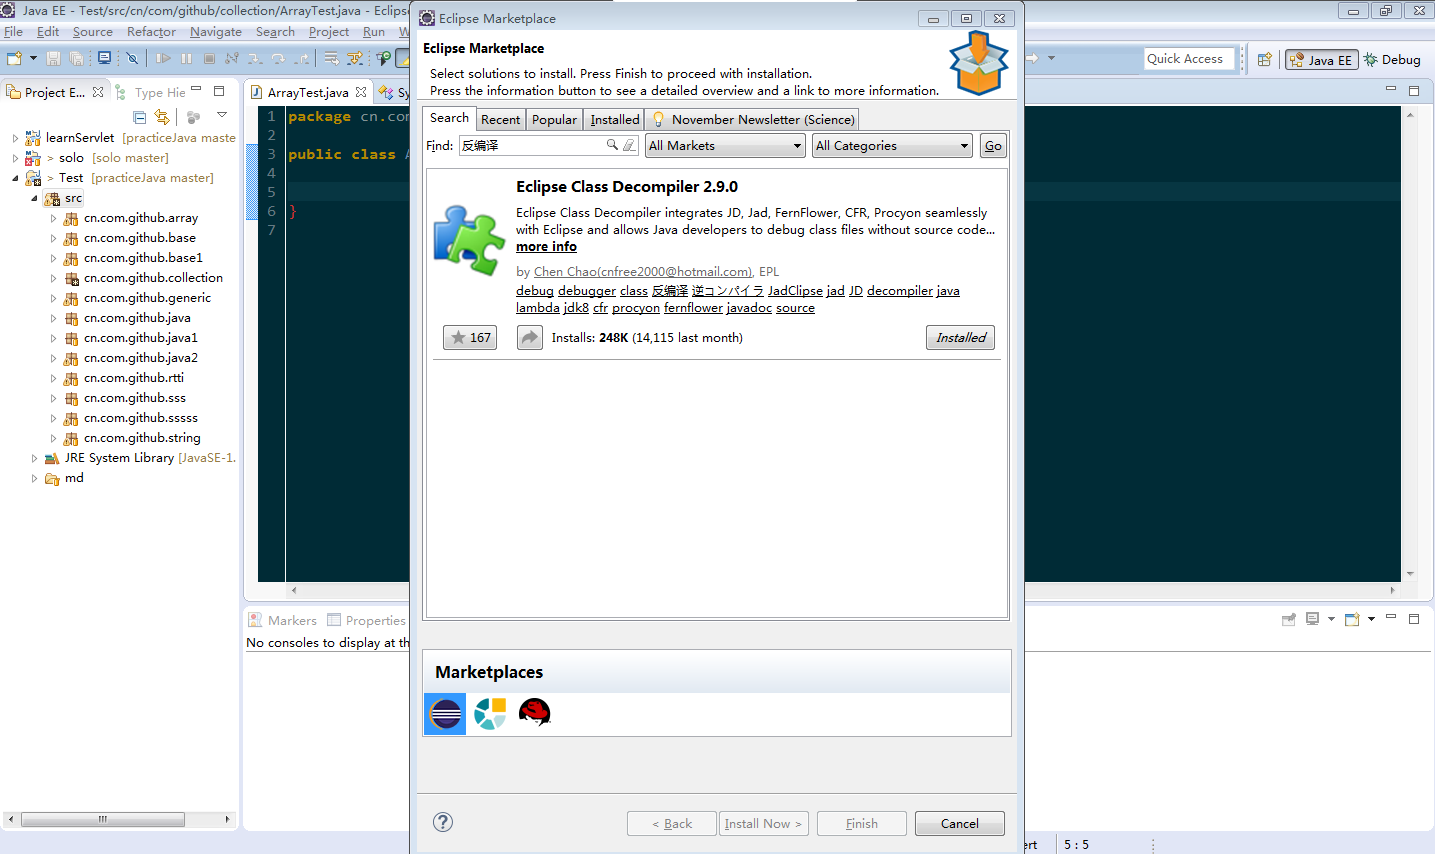 Java EE - Test/src/cn/com/github/collection/ArrayTest.java - Eclips
File Edit Source Refactor Navigate Search Project Run
Quick Access
Java EE
Debug
Project E...
Type Hie
learnServlet [practiceJava maste
> solo [solo master]
> Test [practiceJava master]
src
cn.com.github.array
cn.com.github.base
cn.com.github.base1
cn.com.github.collection
cn.com.github.generic
cn.com.github.java
cn.com.github.java1
cn.com.github.java2
cn.com.github.rtti
cn.com.github.sss
cn.com.github.sssss
cn.com.github.string
JRE System Library [JavaSE-1.
md
ArrayTest.java
Sy
1 package cn.com
2
3 public class A
4
5
6 }
7
Markers
Properties
No consoles to display at th
Eclipse Marketplace
Eclipse Marketplace
Select solutions to install. Press Finish to proceed with installation.
Press the information button to see a detailed overview and a link to more information.
Search Recent Popular Installed November Newsletter (Science)
Find: 反编译 All Markets All Categories Go
Eclipse Class Decompiler 2.9.0
Eclipse Class Decompiler integrates JD, Jad, FernFlower, CFR, Procyon seamlessly
with Eclipse and allows Java developers to debug class files without source code...
more info
by Chen Chao(cnfree2000@hotmail.com), EPL
debug debugger class 反编译 逆コンパイラ JadClipse jad JD decompiler java
lambda jdk8 cfr procyon fernflower javadoc source
167 Installs: 248K (14,115 last month) Installed
Marketplaces
< Back Install Now > Finish Cancel
ert 5 : 5